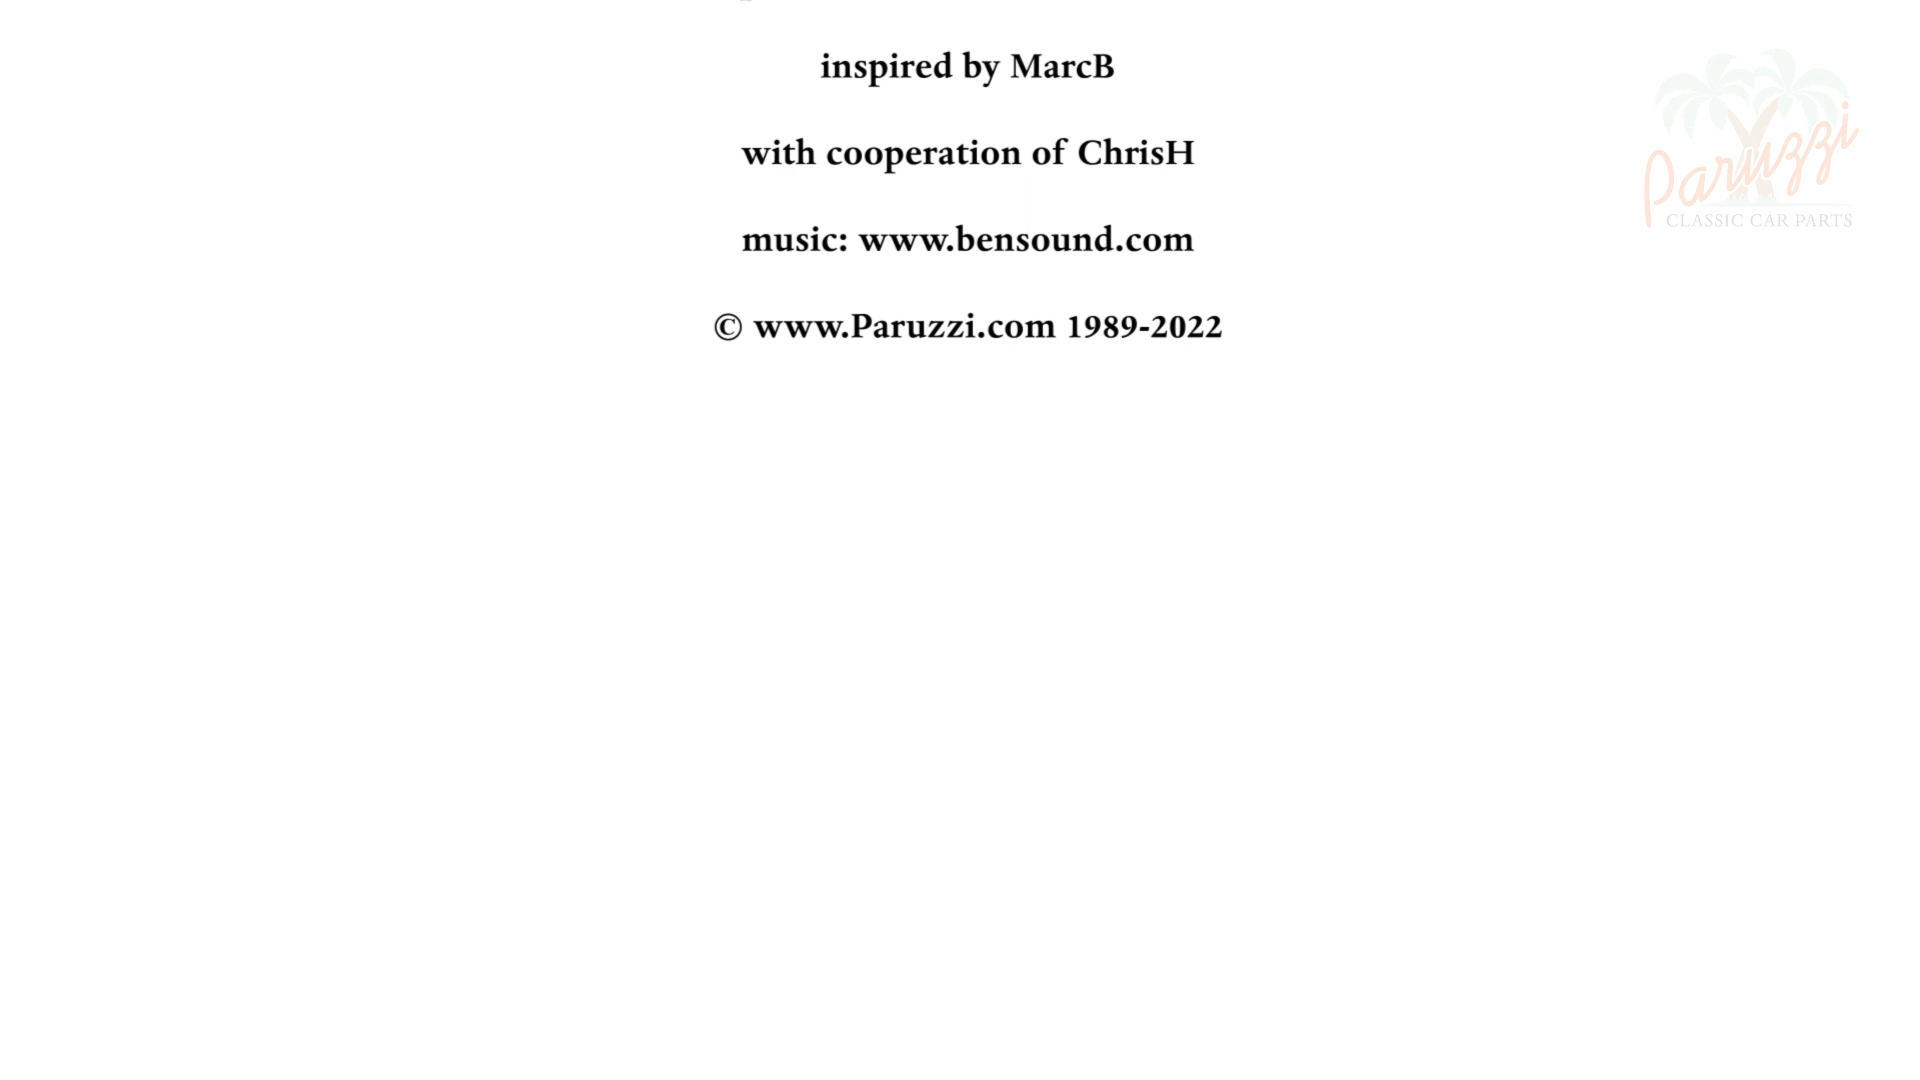 inspired by MarcB
with cooperation of ChrisH
music: www.bensound.com
© www.Paruzzi.com 1989-2022
Paruzzi
CLASSIC CAR PARTS